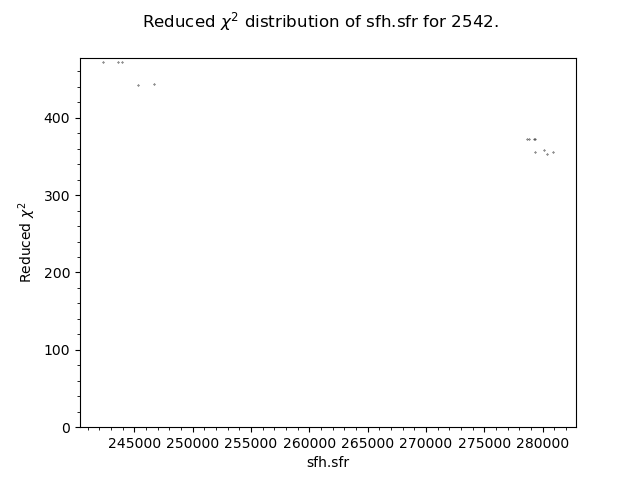 Reduced χ² distribution of sfh.sfr for 2542.
400
300
200
100
0
Reduced χ²
245000 250000 255000 260000 265000 270000 275000 280000
sfh.sfr